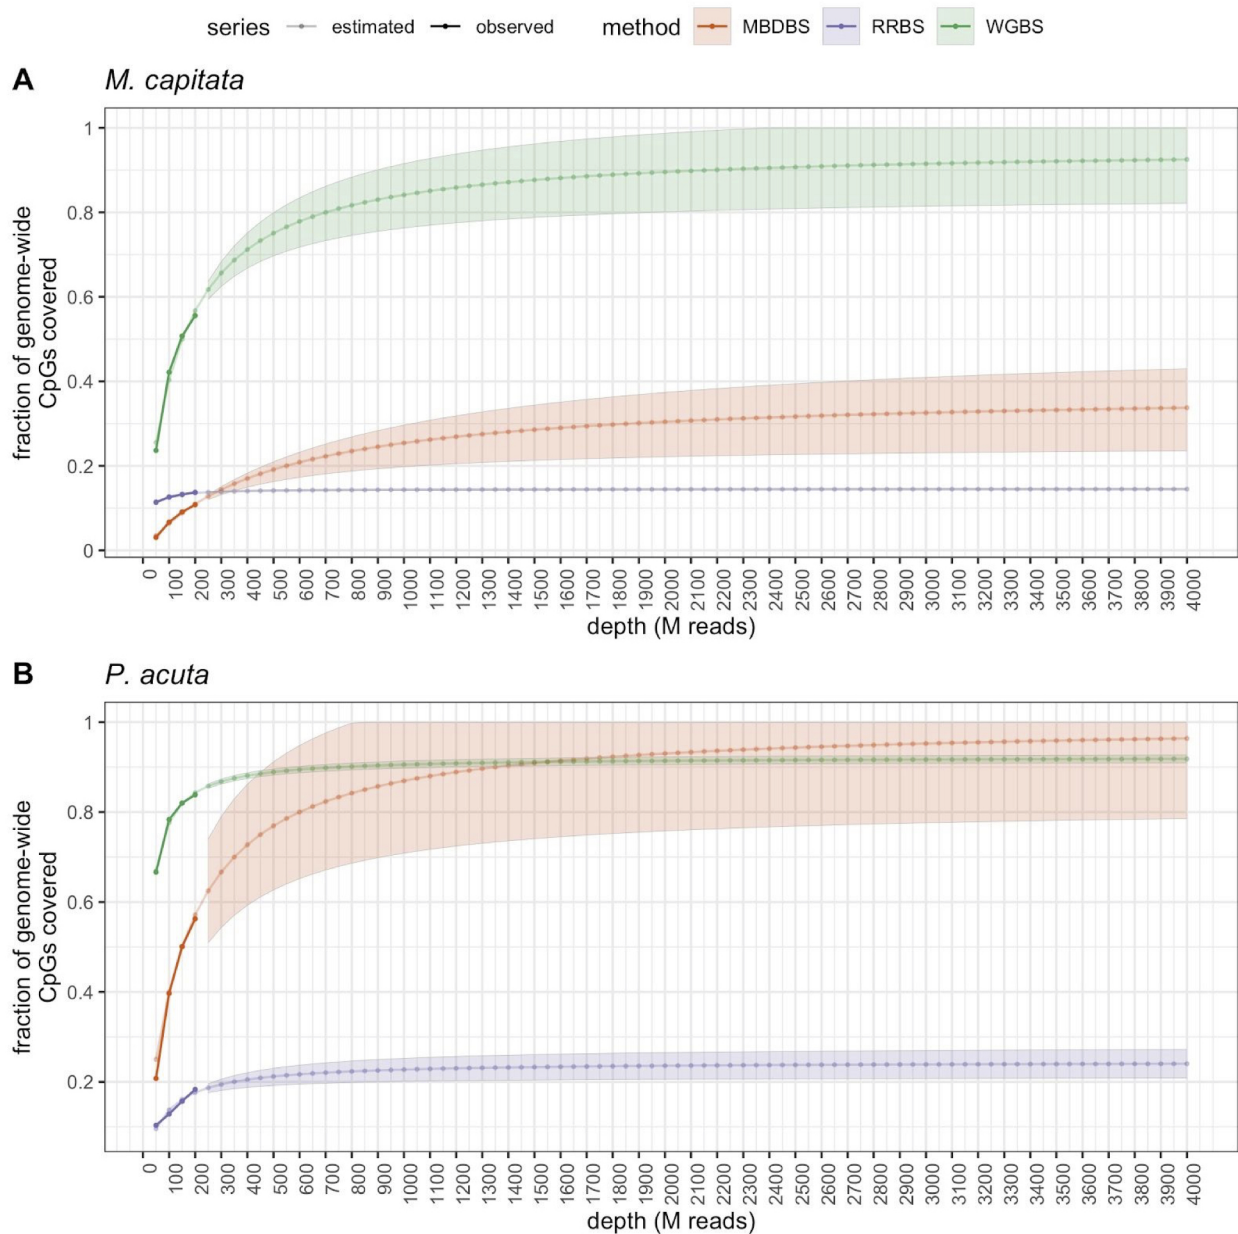 series estimated observed method MBDBS RRBS WGBS
A M. capitata
fraction of genome-wide
CpGs covered
1
0.8
0.6
0.4
0.2
0
0 100 200 300 400 500 600 700 800 900 1000 1100 1200 1300 1400 1500 1600 1700 1800 1900 2000 2100 2200 2300 2400 2500 2600 2700 2800 2900 3000 3100 3200 3300 3400 3500 3600 3700 3800 3900 4000
depth (M reads)
B P. acuta
fraction of genome-wide
CpGs covered
1
0.8
0.6
0.4
0.2
0 100 200 300 400 500 600 700 800 900 1000 1100 1200 1300 1400 1500 1600 1700 1800 1900 2000 2100 2200 2300 2400 2500 2600 2700 2800 2900 3000 3100 3200 3300 3400 3500 3600 3700 3800 3900 4000
depth (M reads)